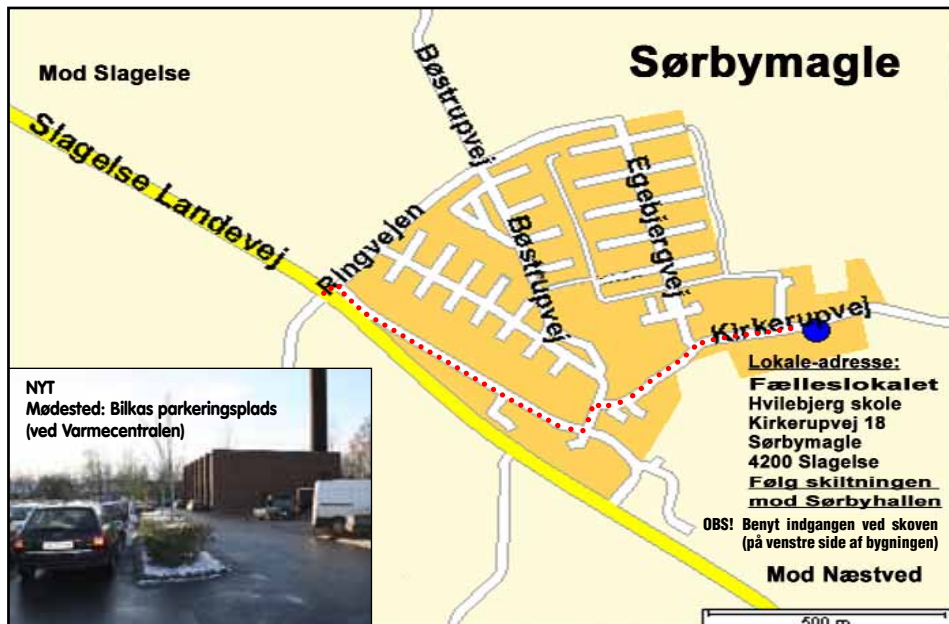 Sørbymagle
Mod Slagelse
Slagelse Landevej
Bøstrupvej
Ringvejen
Bøstrupvej
Egebjergvej
Kirkerupvej
Lokale-adresse:
Fælleslokalet
Hvilebjerg skole
Kirkerupvej 18
Sørbymagle
4200 Slagelse
Følg skiltningen
mod Sørbyhallen
OBS! Benyt indgangen ved skoven
(på venstre side af bygningen)
Mod Næstved
500 m
NYT
Mødested: Bilkas parkeringsplads
(ved Varmecentralen)